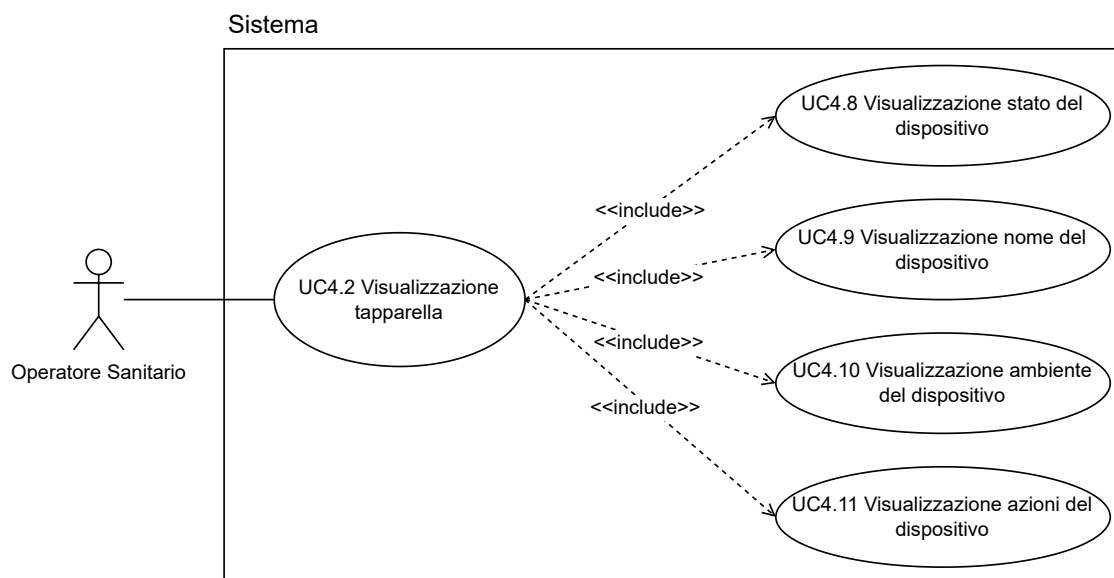 Sistema
UC4.8 Visualizzazione stato del
dispositivo
<<include>>
UC4.9 Visualizzazione nome del
dispositivo
<<include>>
UC4.2 Visualizzazione
tapparella
<<include>>
Operatore Sanitario
UC4.10 Visualizzazione ambiente
del dispositivo
<<include>>
UC4.11 Visualizzazione azioni del
dispositivo